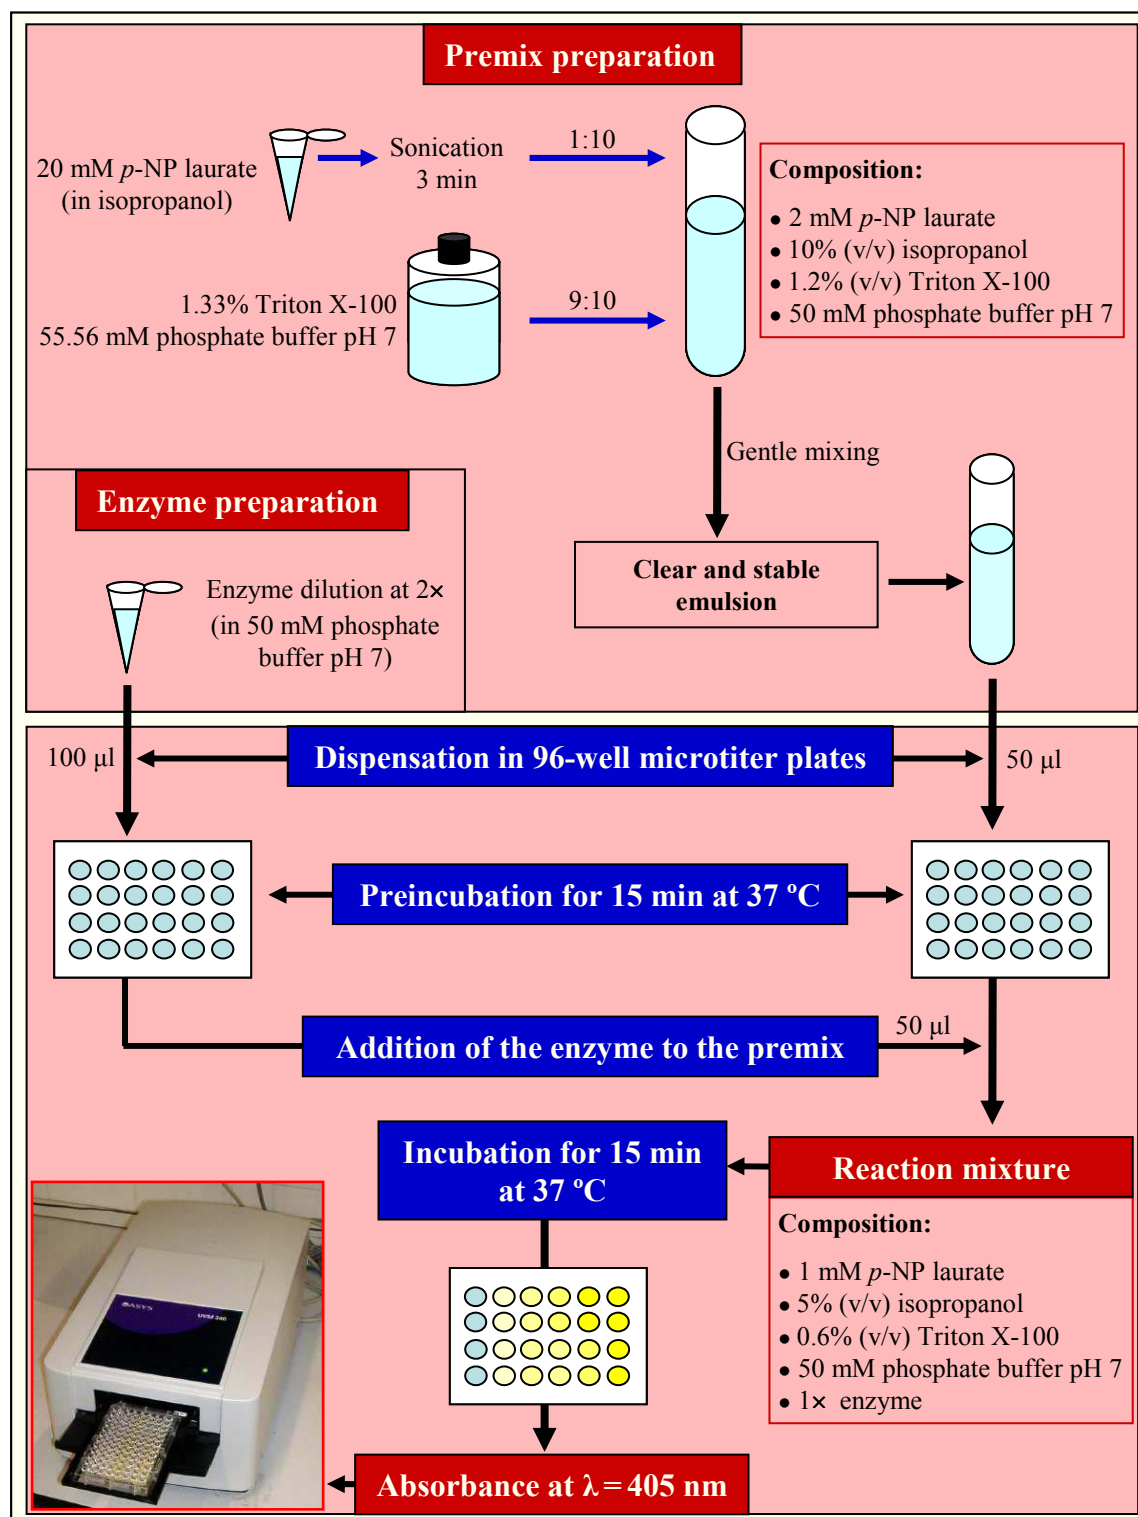 Premix preparation
20 mM p-NP laurate
(in isopropanol)
Sonication
3 min
1:10
1.33% Triton X-100
55.56 mM phosphate buffer pH 7
9:10
Composition:
• 2 mM p-NP laurate
• 10% (v/v) isopropanol
• 1.2% (v/v) Triton X-100
• 50 mM phosphate buffer pH 7
Gentle mixing
Clear and stable
emulsion
Enzyme preparation
Enzyme dilution at 2×
(in 50 mM phosphate
buffer pH 7)
100 µl
Dispensation in 96-well microtiter plates
50 µl
Preincubation for 15 min at 37 ºC
Addition of the enzyme to the premix
50 µl
Incubation for 15 min
at 37 ºC
Reaction mixture
Composition:
• 1 mM p-NP laurate
• 5% (v/v) isopropanol
• 0.6% (v/v) Triton X-100
• 50 mM phosphate buffer pH 7
• 1× enzyme
ASYS
UVM 340
Absorbance at λ = 405 nm